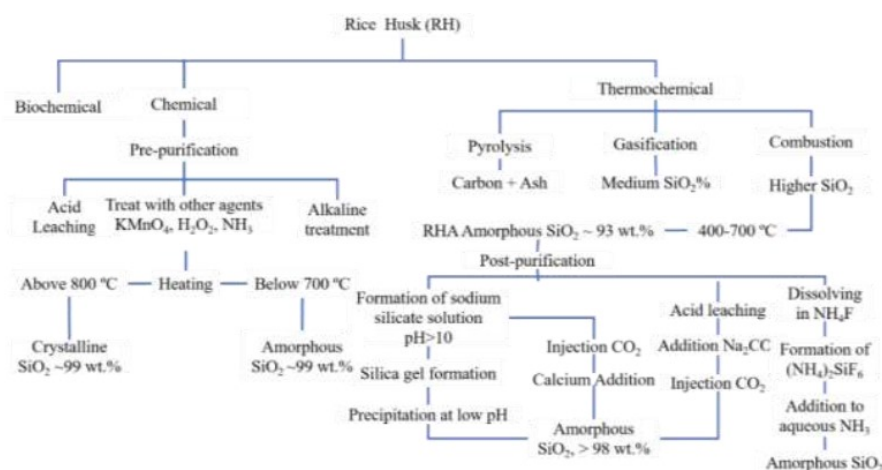 Rice Husk (RH)
Biochemical
Chemical
Thermochemical
Pre-purification
Pyrolysis
Gasification
Combustion
Carbon + Ash
Medium SiO₂%
Higher SiO₂
Acid
Leaching
Treat with other agents
KMnO₄, H₂O₂, NH₃
Alkaline
treatment
RHA Amorphous SiO₂ ~ 93 wt.%
400-700 ºC
Post-purification
Above 800 ºC
Heating
Below 700 ºC
Crystalline
SiO₂ ~99 wt.%
Amorphous
SiO₂ ~99 wt.%
Formation of sodium
silicate solution
pH>10
Silica gel formation
Precipitation at low pH
Injection CO₂
Calcium Addition
Amorphous
SiO₂, > 98 wt.%
Acid leaching
Addition Na₂CC
Injection CO₂
Dissolving
in NH₄F
Formation of
(NH₄)₂SiF₆
Addition to
aqueous NH₃
Amorphous SiO₂